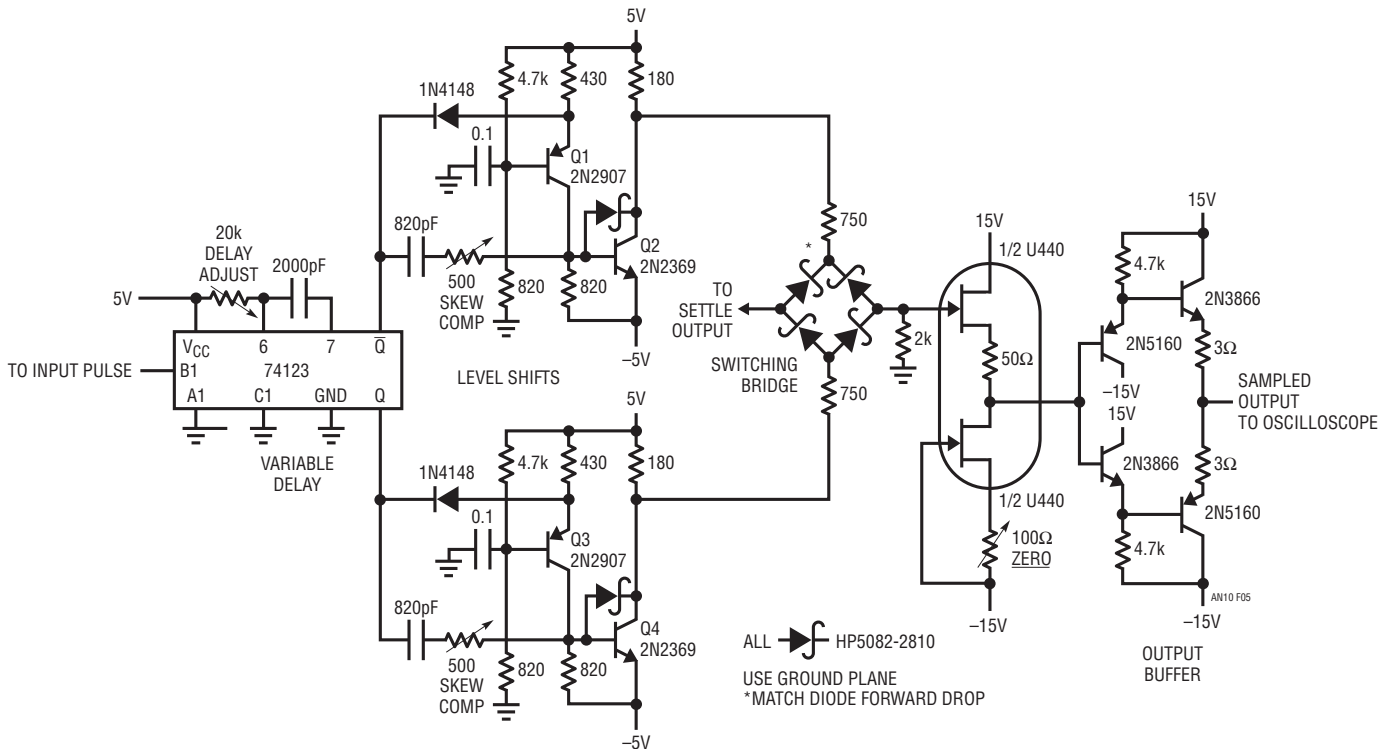 5V
4.7k
430
180
1N4148
0.1
Q1
2N2907
820pF
500
SKEW
COMP
820
820
Q2
2N2369
–5V
LEVEL SHIFTS
20k
DELAY
ADJUST
2000pF
5V
VCC
6
7
Q̅
TO INPUT PULSE
B1
74123
A1
C1
GND
Q
VARIABLE
DELAY
5V
4.7k
430
180
1N4148
0.1
Q3
2N2907
820pF
500
SKEW
COMP
820
820
Q4
2N2369
–5V
750
*
TO
SETTLE
OUTPUT
SWITCHING
BRIDGE
2k
750
15V
1/2 U440
50Ω
1/2 U440
100Ω
ZERO
–15V
15V
4.7k
2N3866
2N5160
3Ω
–15V
15V
SAMPLED
OUTPUT
TO OSCILLOSCOPE
2N3866
3Ω
2N5160
4.7k
AN10 F05
–15V
OUTPUT
BUFFER
ALL HP5082-2810
USE GROUND PLANE
*MATCH DIODE FORWARD DROP